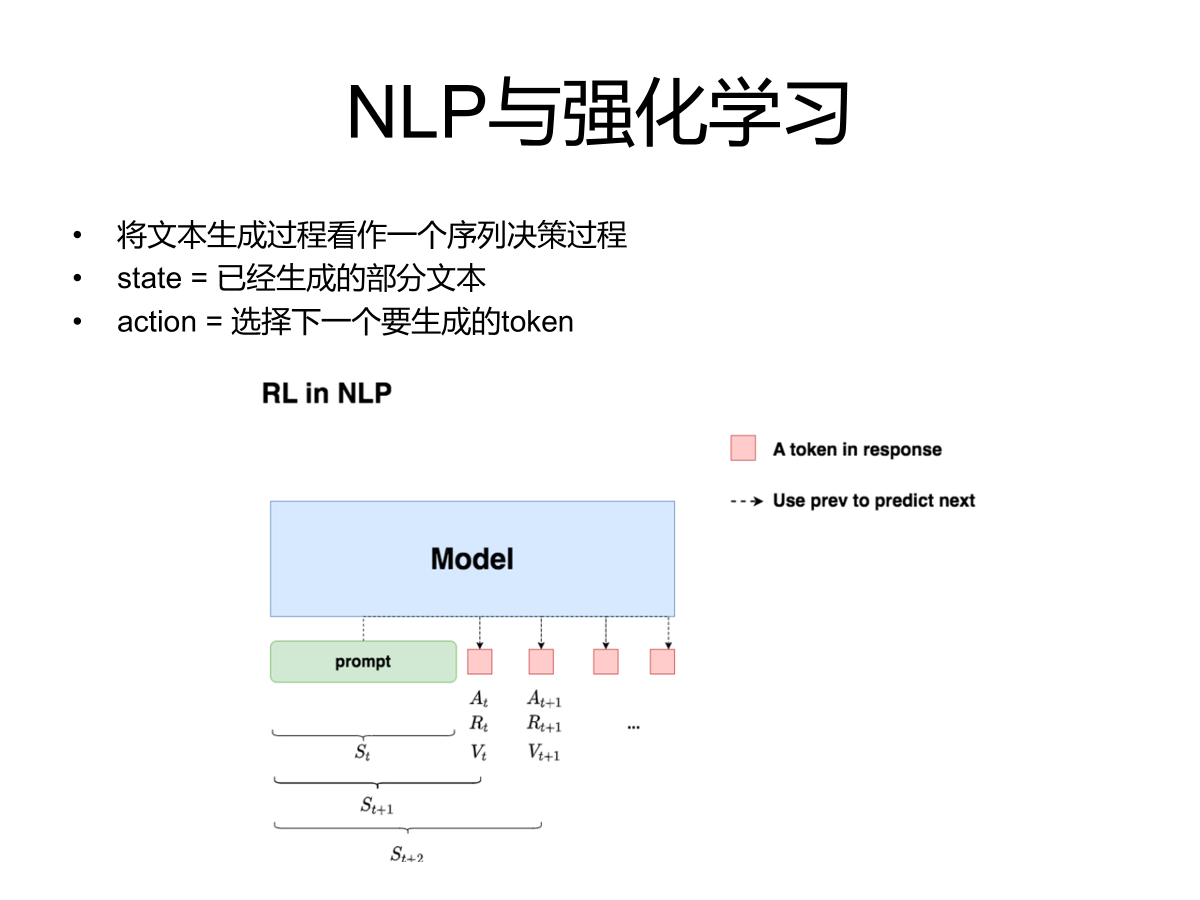 NLP与强化学习
• 将文本生成过程看作一个序列决策过程
• state = 已经生成的部分文本
• action = 选择下一个要生成的token
RL in NLP
A token in response
Use prev to predict next
Model
prompt
A_t A_{t+1}
R_t R_{t+1} ...
V_t V_{t+1}
S_t
S_{t+1}
S_{t+2}